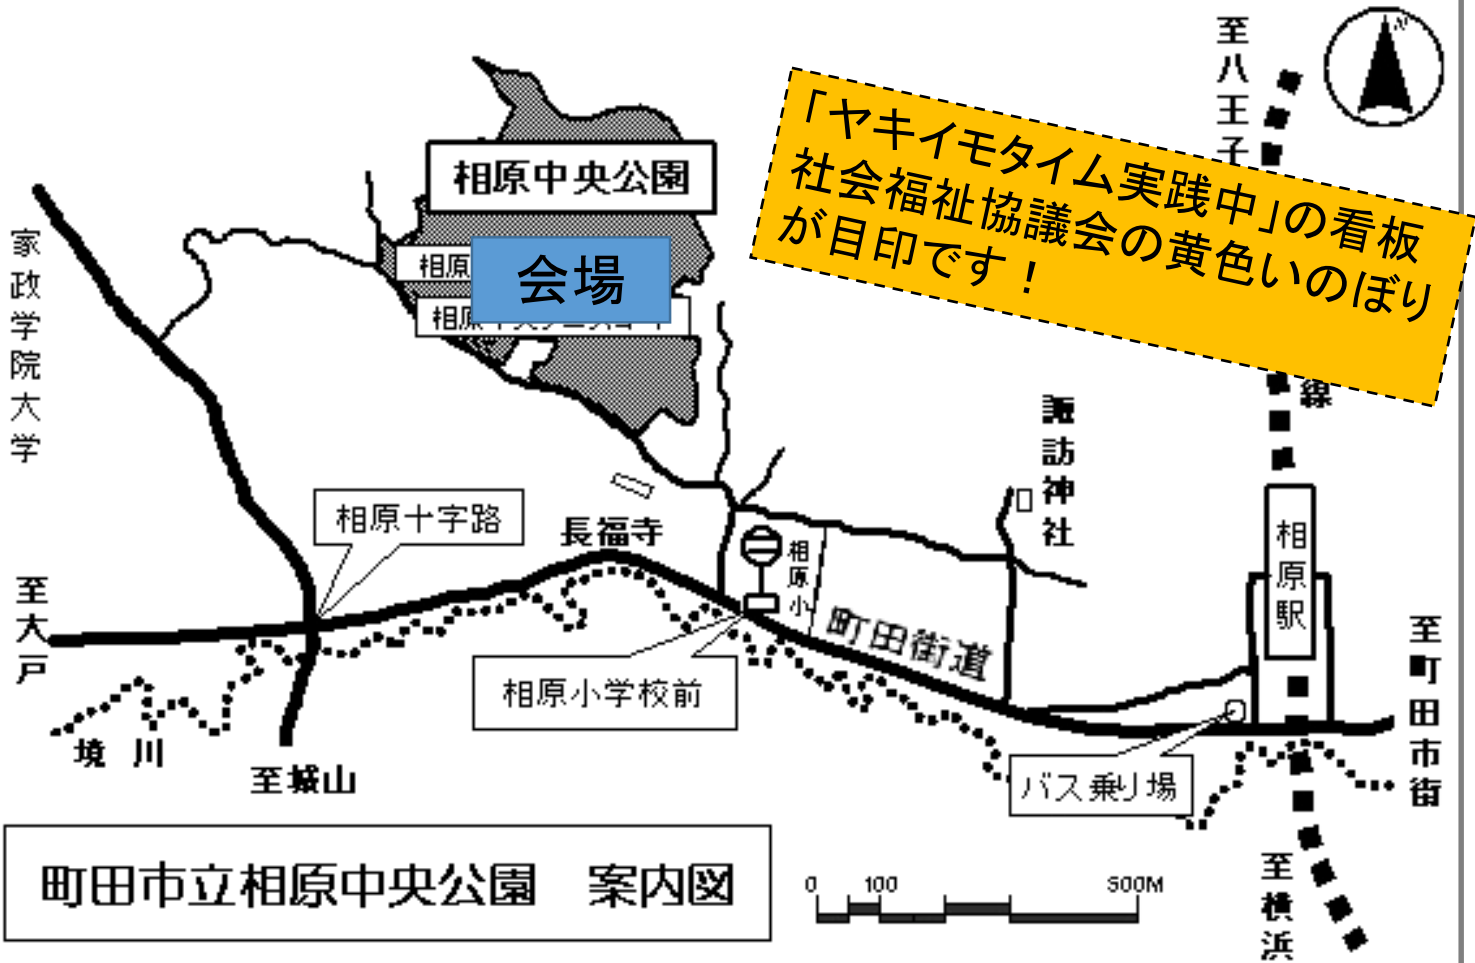 至八王子
N
「ヤキイモタイム実践中」の看板
社会福祉協議会の黄色いのぼり
が目印です！
相原中央公園
相原
会場
相原
線
家政学院大学
諏訪神社
相原十字路
長福寺
相原小
相原駅
町田街道
至大戸
至町田市街
相原小学校前
境川
至城山
バス乗り場
町田市立相原中央公園　案内図
0 100 300M
至横浜